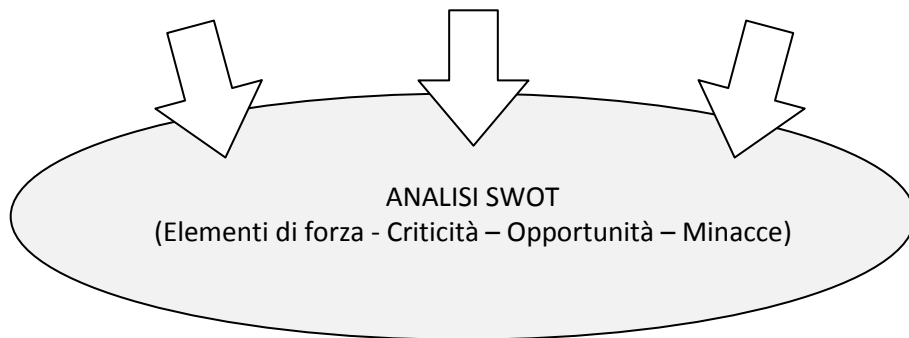 ANALISI SWOT
(Elementi di forza - Criticità – Opportunità – Minacce)